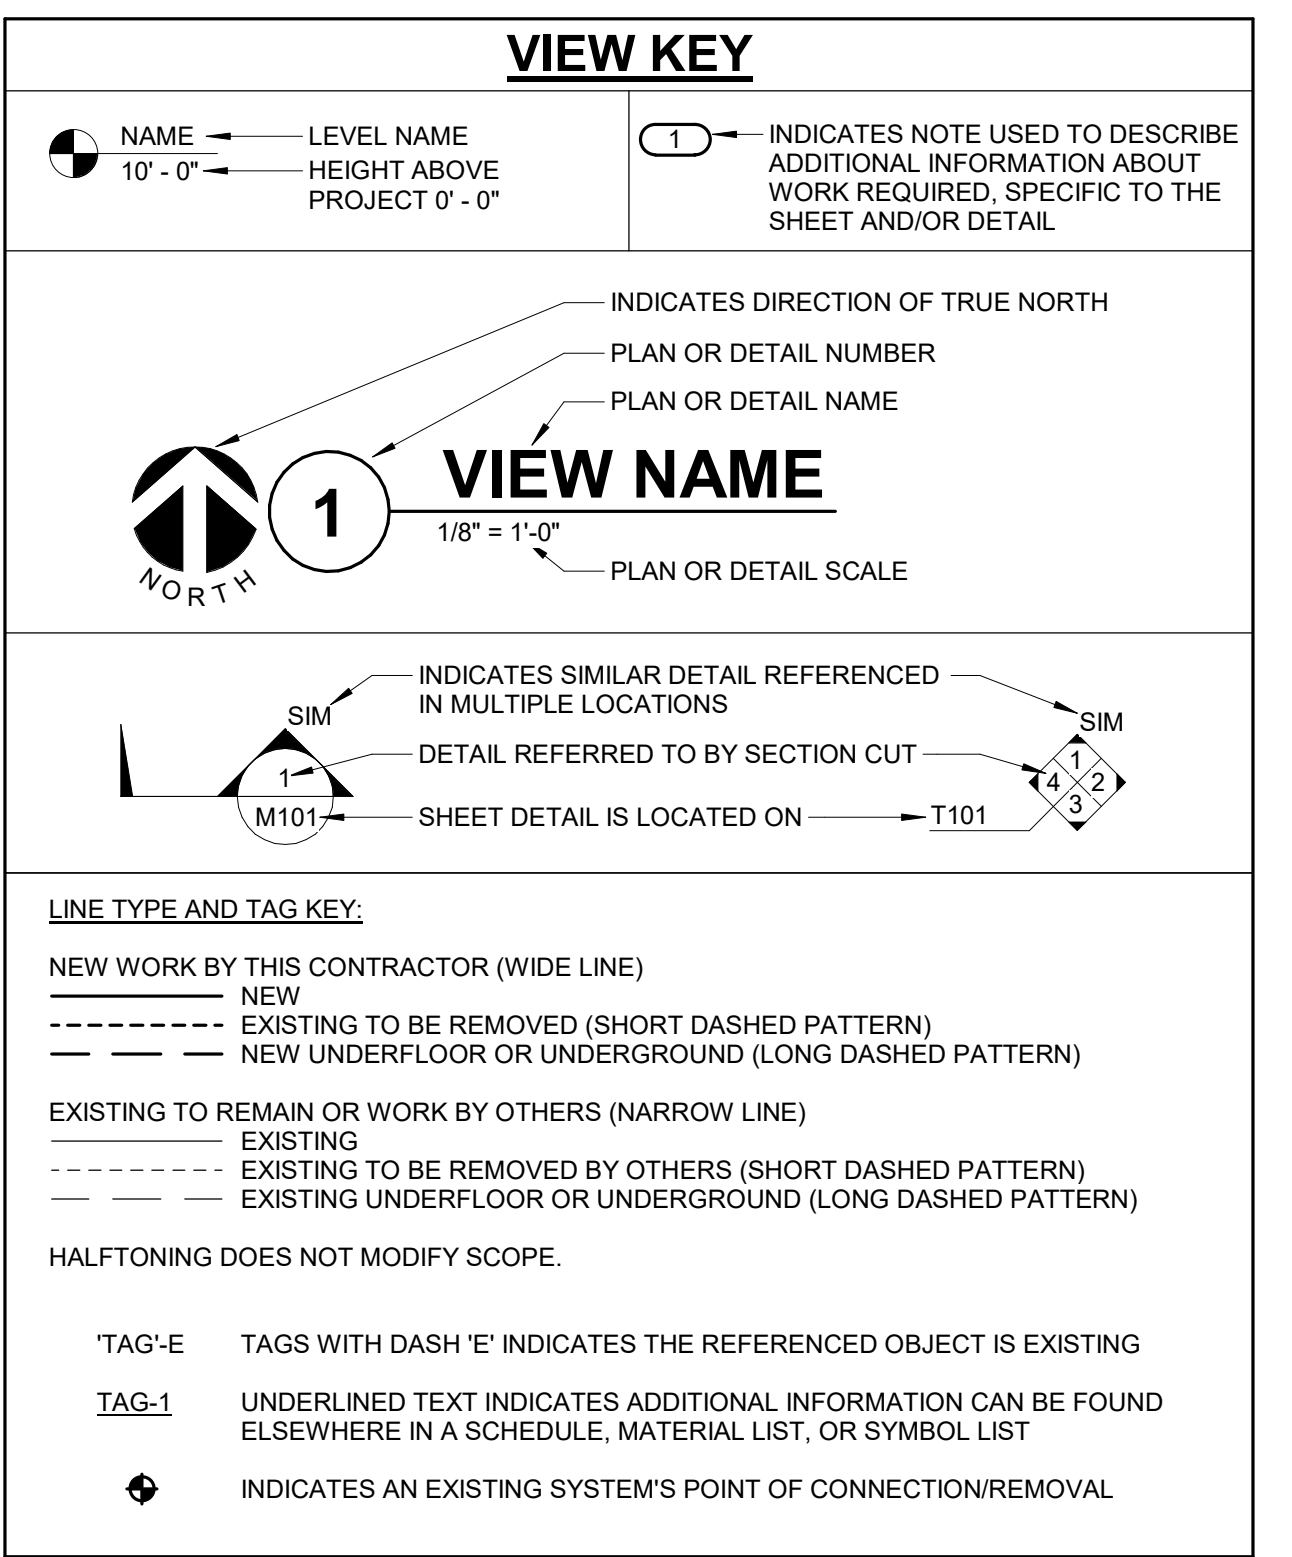 VIEW KEY
NAME
LEVEL NAME
10' - 0"
HEIGHT ABOVE
PROJECT 0' - 0"
1
INDICATES NOTE USED TO DESCRIBE
ADDITIONAL INFORMATION ABOUT
WORK REQUIRED, SPECIFIC TO THE
SHEET AND/OR DETAIL
INDICATES DIRECTION OF TRUE NORTH
PLAN OR DETAIL NUMBER
PLAN OR DETAIL NAME
NORTH
1
VIEW NAME
1/8" = 1'-0"
PLAN OR DETAIL SCALE
INDICATES SIMILAR DETAIL REFERENCED
IN MULTIPLE LOCATIONS
SIM
SIM
DETAIL REFERRED TO BY SECTION CUT
1
M101
SHEET DETAIL IS LOCATED ON
T101
1
4 2
3
LINE TYPE AND TAG KEY:
NEW WORK BY THIS CONTRACTOR (WIDE LINE)
NEW
EXISTING TO BE REMOVED (SHORT DASHED PATTERN)
NEW UNDERFLOOR OR UNDERGROUND (LONG DASHED PATTERN)
EXISTING TO REMAIN OR WORK BY OTHERS (NARROW LINE)
EXISTING
EXISTING TO BE REMOVED BY OTHERS (SHORT DASHED PATTERN)
EXISTING UNDERFLOOR OR UNDERGROUND (LONG DASHED PATTERN)
HALFTONING DOES NOT MODIFY SCOPE.
'TAG'-E TAGS WITH DASH 'E' INDICATES THE REFERENCED OBJECT IS EXISTING
TAG-1 UNDERLINED TEXT INDICATES ADDITIONAL INFORMATION CAN BE FOUND
ELSEWHERE IN A SCHEDULE, MATERIAL LIST, OR SYMBOL LIST
INDICATES AN EXISTING SYSTEM'S POINT OF CONNECTION/REMOVAL